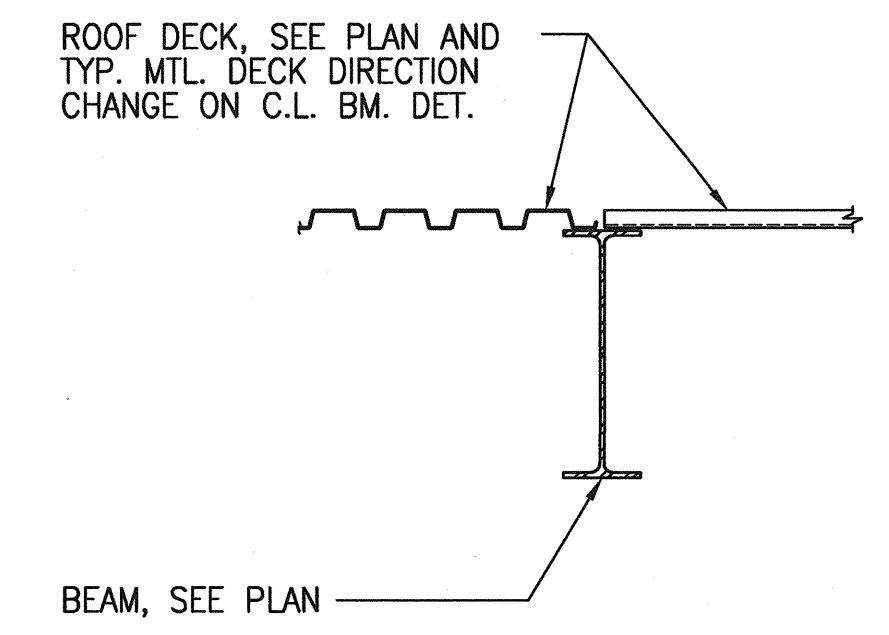 ROOF DECK, SEE PLAN AND
TYP. MTL. DECK DIRECTION
CHANGE ON C.L. BM. DET.
BEAM, SEE PLAN